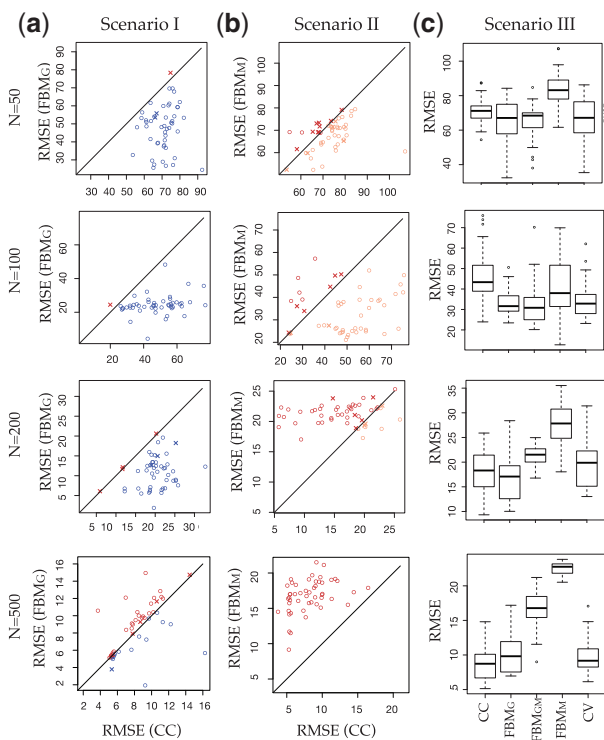 (a) Scenario I (b) Scenario II (c) Scenario III
N=50
RMSE (FBMG)
30 40 50 60 70 80 90
30 40 50 60 70 80 90
RMSE (FBMM)
60 70 80 90 100
60 70 80 90 100
RMSE
40 60 80 100
N=100
RMSE (FBMG)
20 40 60
20 40 60
RMSE (FBMM)
20 30 40 50 60 70
20 30 40 50 60 70
RMSE
10 20 30 40 50 60 70
N=200
RMSE (FBMG)
5 10 15 20 25 30
5 10 15 20 25 30
RMSE (FBMM)
5 10 15 20 25
5 10 15 20 25
RMSE
10 15 20 25 30 35
N=500
RMSE (FBMG)
2 4 6 8 10 12 14 16
2 4 6 8 10 12 14 16
RMSE (FBMM)
5 10 15 20
5 10 15 20
RMSE
5 10 15 20
RMSE (CC)
RMSE (CC)
CC FBMG FBMGM FBMM CV